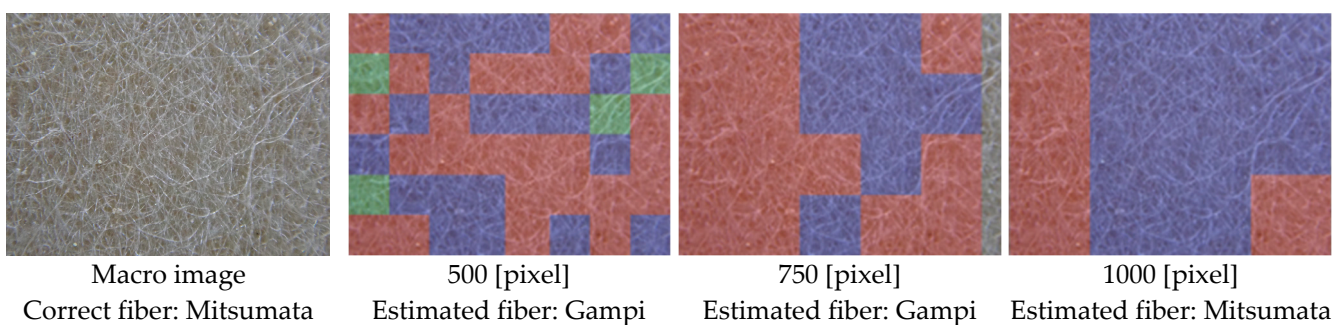 Macro image
Correct fiber: Mitsumata
500 [pixel]
Estimated fiber: Gampi
750 [pixel]
Estimated fiber: Gampi
1000 [pixel]
Estimated fiber: Mitsumata